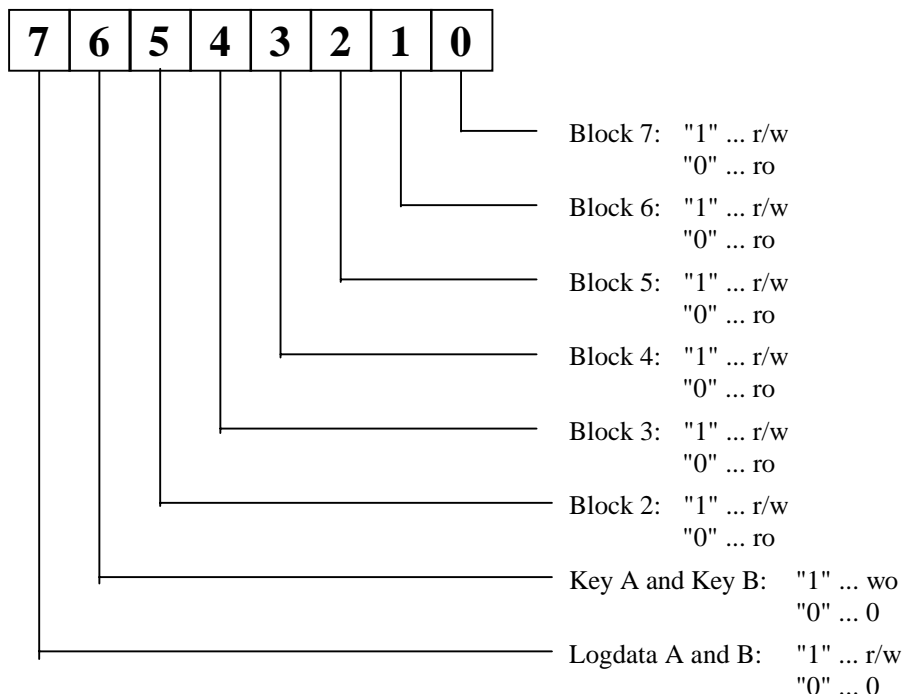 7 6 5 4 3 2 1 0
Block 7: "1" ... r/w
"0" ... ro
Block 6: "1" ... r/w
"0" ... ro
Block 5: "1" ... r/w
"0" ... ro
Block 4: "1" ... r/w
"0" ... ro
Block 3: "1" ... r/w
"0" ... ro
Block 2: "1" ... r/w
"0" ... ro
Key A and Key B: "1" ... wo
"0" ... 0
Logdata A and B: "1" ... r/w
"0" ... 0